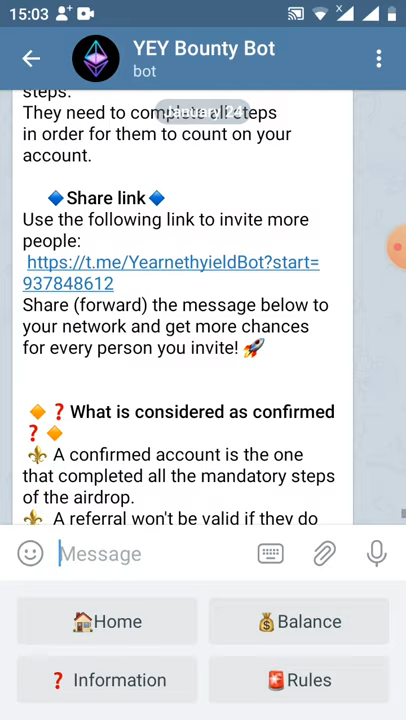 15:03
YEY Bounty Bot
bot
steps.
They need to complete all steps
January 24
in order for them to count on your
account.
🔷Share link🔷
Use the following link to invite more
people:
https://t.me/YearnethyieldBot?start=
937848612
Share (forward) the message below to
your network and get more chances
for every person you invite! 🚀
🔶❓What is considered as confirmed
❓🔶
⚜️ A confirmed account is the one
that completed all the mandatory steps
of the airdrop.
⚜️ A referral won't be valid if they do
Message
🏠Home
💰Balance
❓ Information
🚨Rules